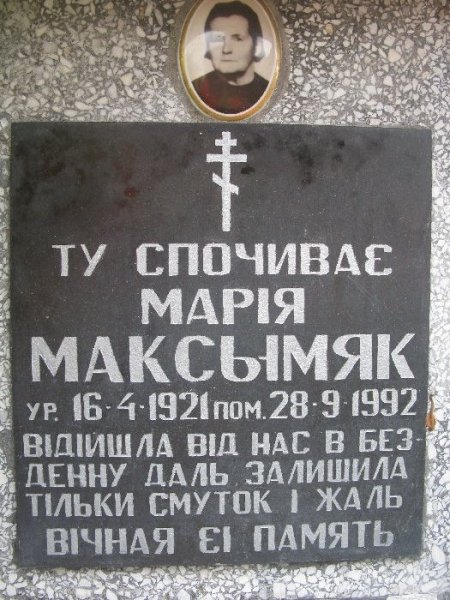 ТУ СПОЧИВАЄ
МАРІЯ
МАКСЫМЯК
УР. 16-4-1921 ПОМ. 28-9-1992
ВІДІЙШЛА ВІД НАС В БЕЗ-
ДЕННУ ДАЛЬ ЗАЛИШИЛА
ТІЛЬКИ СМУТОК І ЖАЛЬ
ВІЧНАЯ ЄІ ПАМЯТЬ